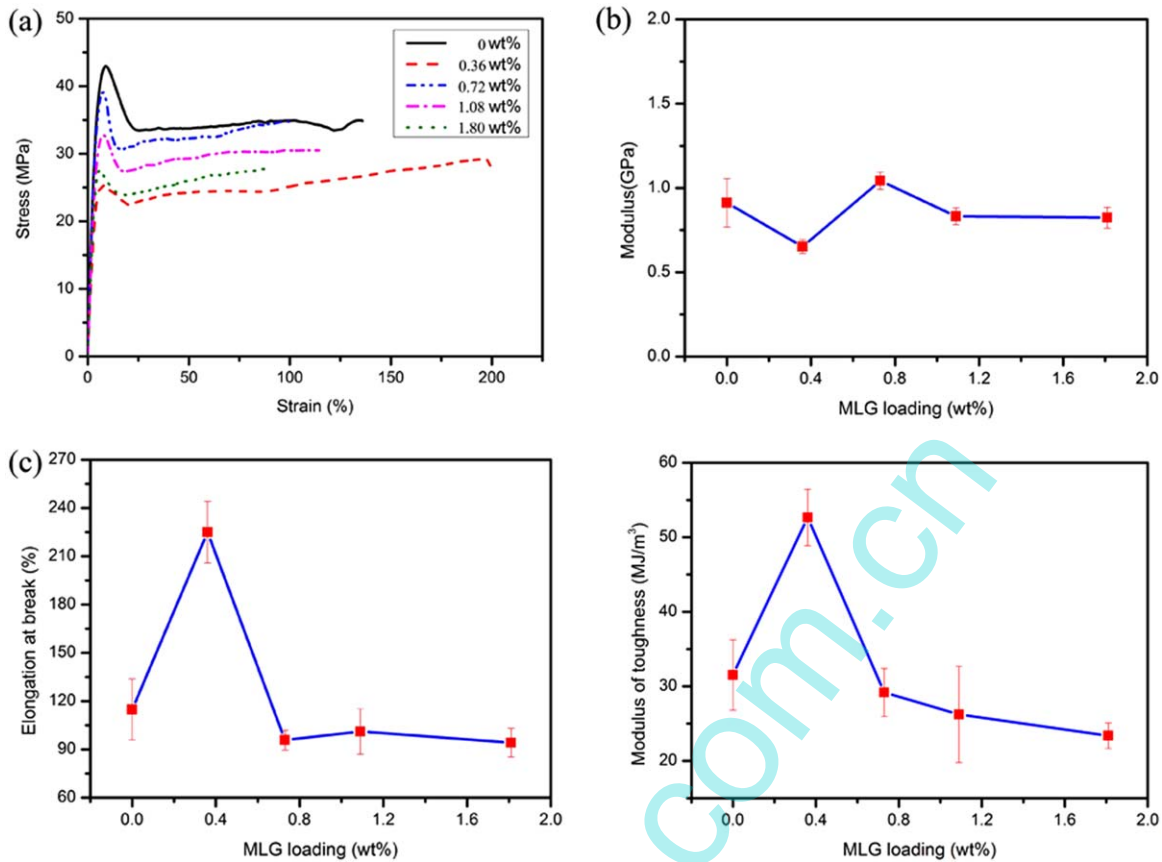 (a)
50
40
30
20
10
0
Stress (MPa)
0 50 100 150 200
Strain (%)
0 wt%
0.36 wt%
0.72 wt%
1.08 wt%
1.80 wt%
(b)
2.0
1.5
1.0
0.5
0.0
Modulus(GPa)
0.0 0.4 0.8 1.2 1.6 2.0
MLG loading (wt%)
(c)
270
240
210
180
150
120
90
60
Elongation at break (%)
0.0 0.4 0.8 1.2 1.6 2.0
MLG loading (wt%)
60
50
40
30
20
Modulus of toughness (MJ/m³)
0.0 0.4 0.8 1.2 1.6 2.0
MLG loading (wt%)
com.cn